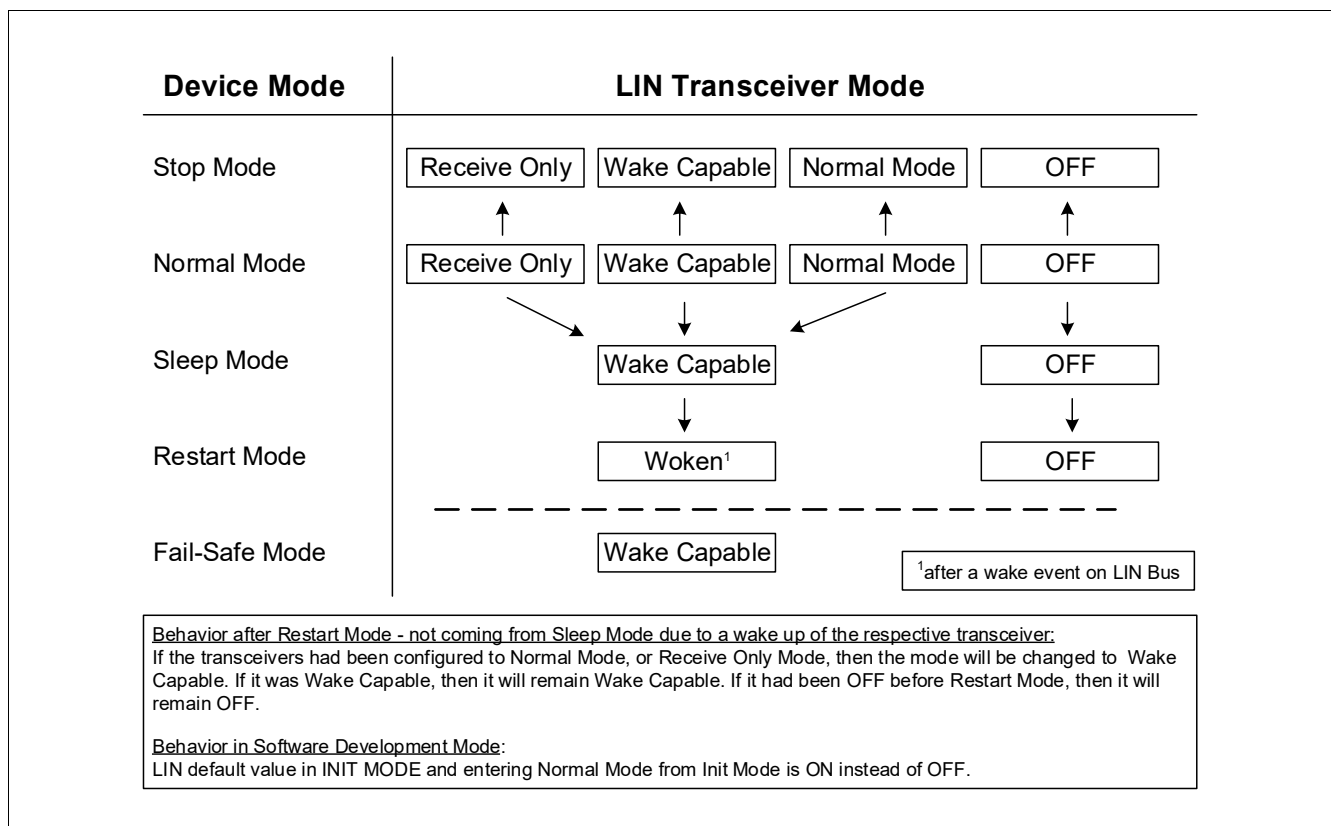 Device Mode LIN Transceiver Mode
Stop Mode Receive Only Wake Capable Normal Mode OFF
Normal Mode Receive Only Wake Capable Normal Mode OFF
Sleep Mode Wake Capable OFF
Restart Mode Woken¹ OFF
Fail-Safe Mode Wake Capable
¹after a wake event on LIN Bus
Behavior after Restart Mode - not coming from Sleep Mode due to a wake up of the respective transceiver:
If the transceivers had been configured to Normal Mode, or Receive Only Mode, then the mode will be changed to Wake
Capable. If it was Wake Capable, then it will remain Wake Capable. If it had been OFF before Restart Mode, then it will
remain OFF.
Behavior in Software Development Mode:
LIN default value in INIT MODE and entering Normal Mode from Init Mode is ON instead of OFF.